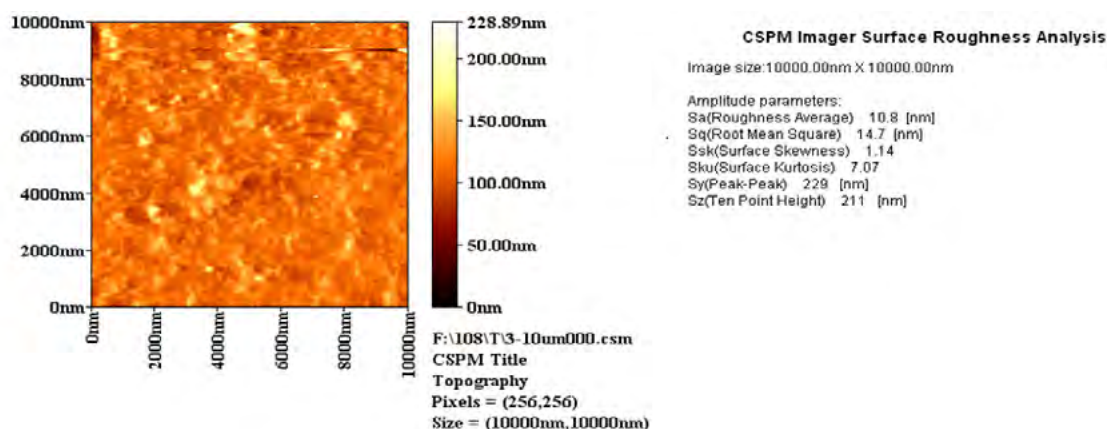 10000nm
8000nm
6000nm
4000nm
2000nm
0nm
0nm
2000nm
4000nm
6000nm
8000nm
10000nm
228.89nm
200.00nm
150.00nm
100.00nm
50.00nm
0nm
F:\108\T\3-10um000.csm
CSPM Title
Topography
Pixels = (256,256)
Size = (10000nm,10000nm)
CSPM Imager Surface Roughness Analysis
Image size:10000.00nm X 10000.00nm
Amplitude parameters:
Sa(Roughness Average) 10.8 [nm]
Sq(Root Mean Square) 14.7 [nm]
Ssk(Surface Skewness) 1.14
Sku(Surface Kurtosis) 7.07
Sy(Peak-Peak) 229 [nm]
Sz(Ten Point Height) 211 [nm]